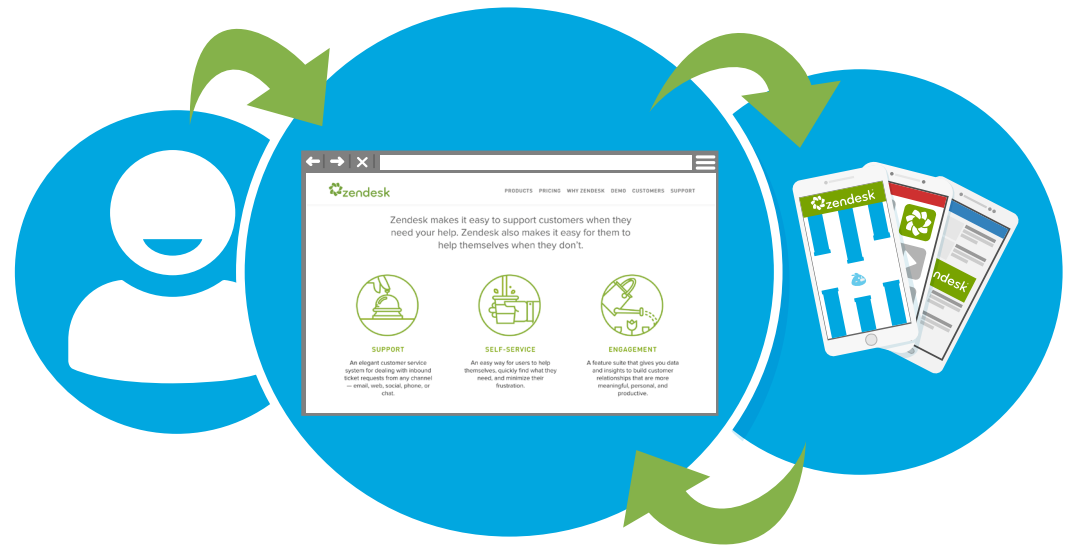 zendesk
PRODUCTS PRICING WHY ZENDESK DEMO CUSTOMERS SUPPORT
Zendesk makes it easy to support customers when they
need your help. Zendesk also makes it easy for them to
help themselves when they don't.
SUPPORT
An elegant customer service
system for dealing with inbound
ticket requests from any channel
— email, web, social, phone, or
chat.
SELF-SERVICE
An easy way for users to help
themselves, quickly find what they
need, and minimize their
frustration.
ENGAGEMENT
A feature suite that gives you data
and insights to build customer
relationships that are more
meaningful, personal, and
productive.
zendesk
ndesk